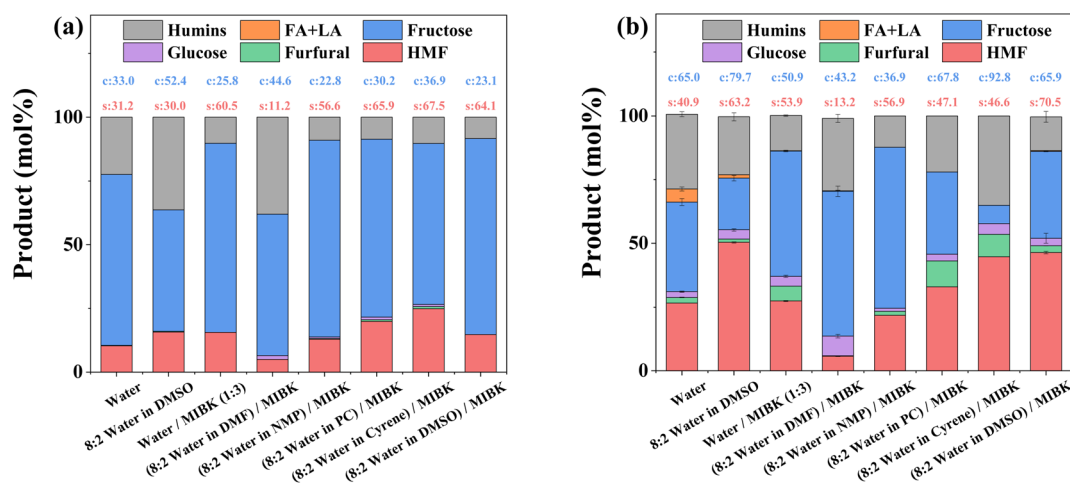 (a)
Humins FA+LA Fructose
Glucose Furfural HMF
c:33.0 c:52.4 c:25.8 c:44.6 c:22.8 c:30.2 c:36.9 c:23.1
s:31.2 s:30.0 s:60.5 s:11.2 s:56.6 s:65.9 s:67.5 s:64.1
Product (mol%)
100
50
0
Water
8:2 Water in DMSO
Water / MIBK (1:3)
(8:2 Water in DMF) / MIBK
(8:2 Water in NMP) / MIBK
(8:2 Water in PC) / MIBK
(8:2 Water in Cyrene) / MIBK
(8:2 Water in DMSO) / MIBK
(b)
Humins FA+LA Fructose
Glucose Furfural HMF
c:65.0 c:79.7 c:50.9 c:43.2 c:36.9 c:67.8 c:92.8 c:65.9
s:40.9 s:63.2 s:53.9 s:13.2 s:56.9 s:47.1 s:46.6 s:70.5
Product (mol%)
100
50
0
Water
8:2 Water in DMSO
Water / MIBK (1:3)
(8:2 Water in DMF) / MIBK
(8:2 Water in NMP) / MIBK
(8:2 Water in PC) / MIBK
(8:2 Water in Cyrene) / MIBK
(8:2 Water in DMSO) / MIBK